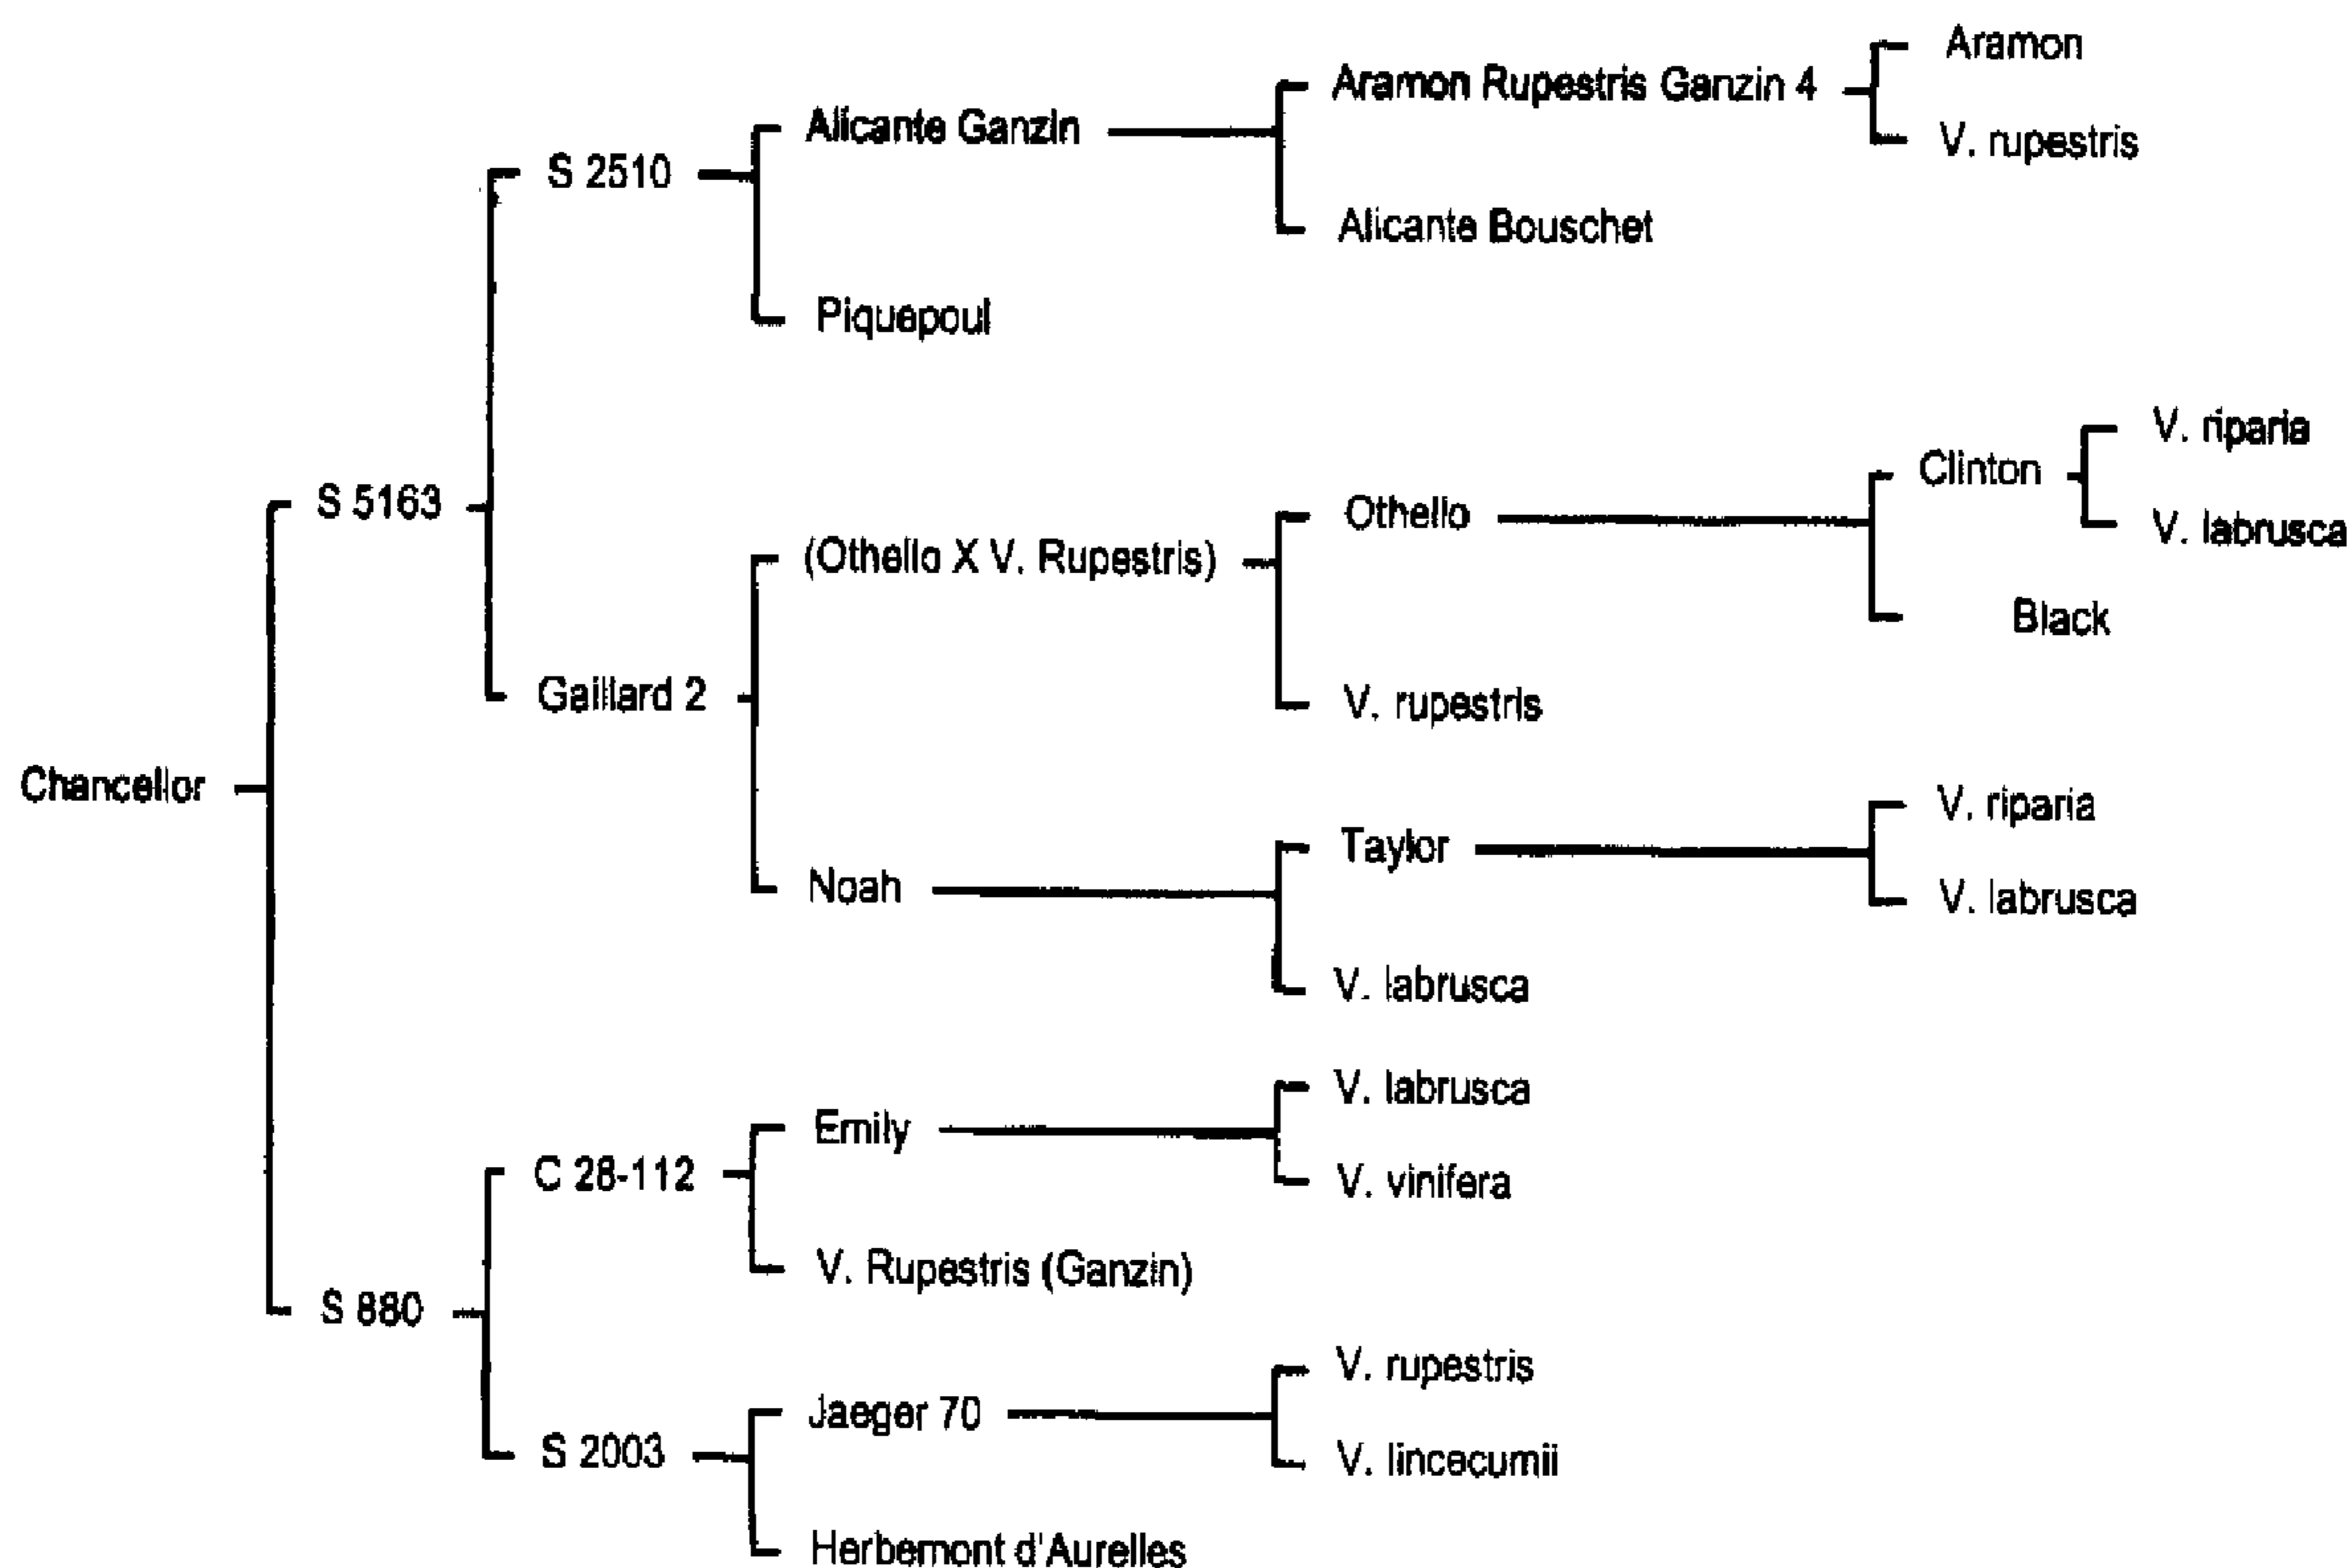 Aramon
Aramon Rupestris Ganzin 4
Alicante Ganzin
V. rupestris
S 2510
Alicante Bouschet
Piquepoul
V. riparia
Clinton
S 5163
Othello
V. labrusca
(Othello X V. Rupestris)
Black
Gaillard 2
V. rupestris
Chancellor
V. riparia
Taylor
Noah
V. labrusca
V. labrusca
V. labrusca
Emily
C 28-112
V. vinifera
V. Rupestris (Ganzin)
S 880
V. rupestris
Jaeger 70
S 2003
V. lincecumii
Herbemont d'Aurelles